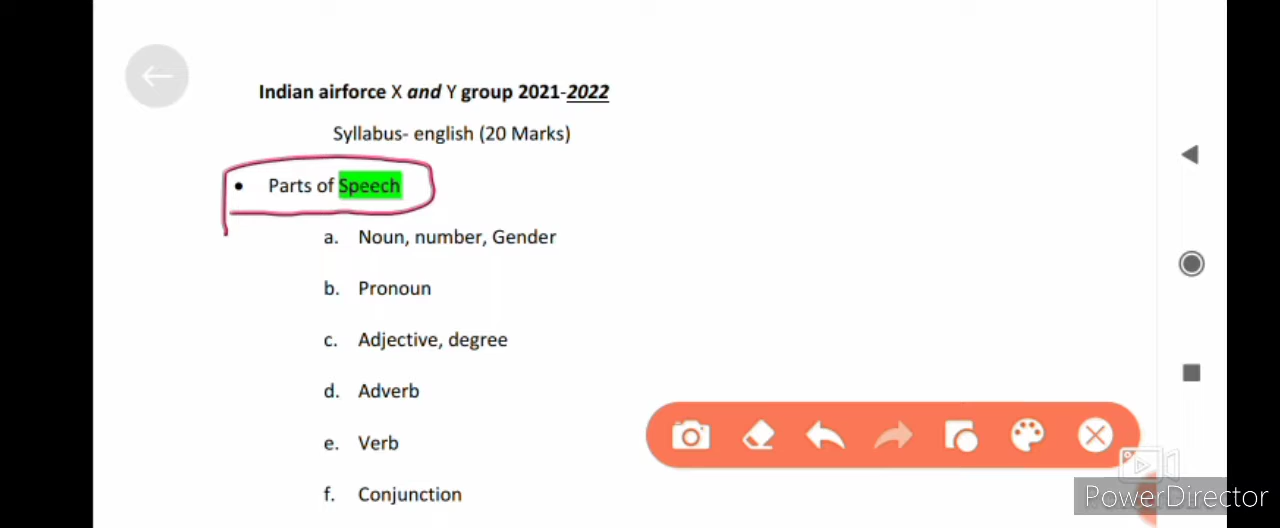 Indian airforce X and Y group 2021-2022
Syllabus- english (20 Marks)
• Parts of Speech
a. Noun, number, Gender
b. Pronoun
c. Adjective, degree
d. Adverb
e. Verb
f. Conjunction
PowerDirector